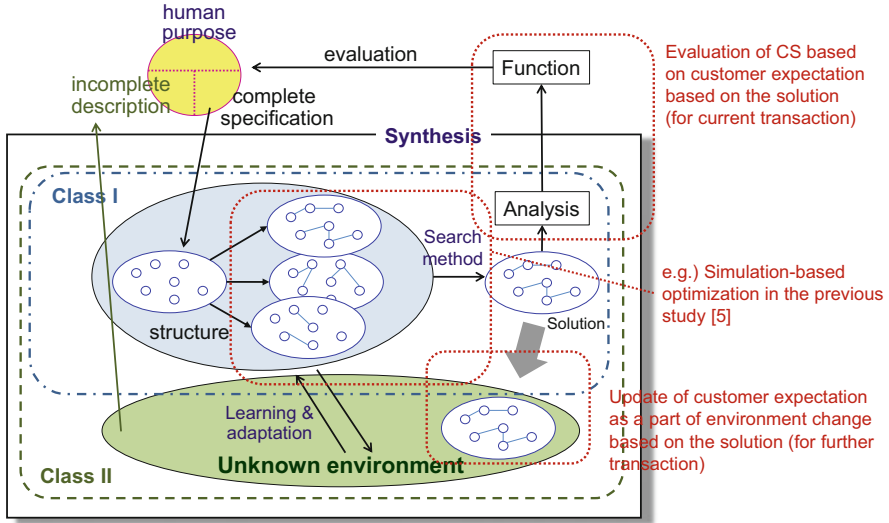 human
purpose
evaluation
Function
Evaluation of CS based
on customer expectation
based on the solution
(for current transaction)
incomplete
description
complete
specification
Synthesis
Class I
Analysis
Search
method
e.g.) Simulation-based
optimization in the previous
study [5]
structure
Solution
Update of customer expectation
as a part of environment change
based on the solution (for further
transaction)
Learning &
adaptation
Unknown environment
Class II